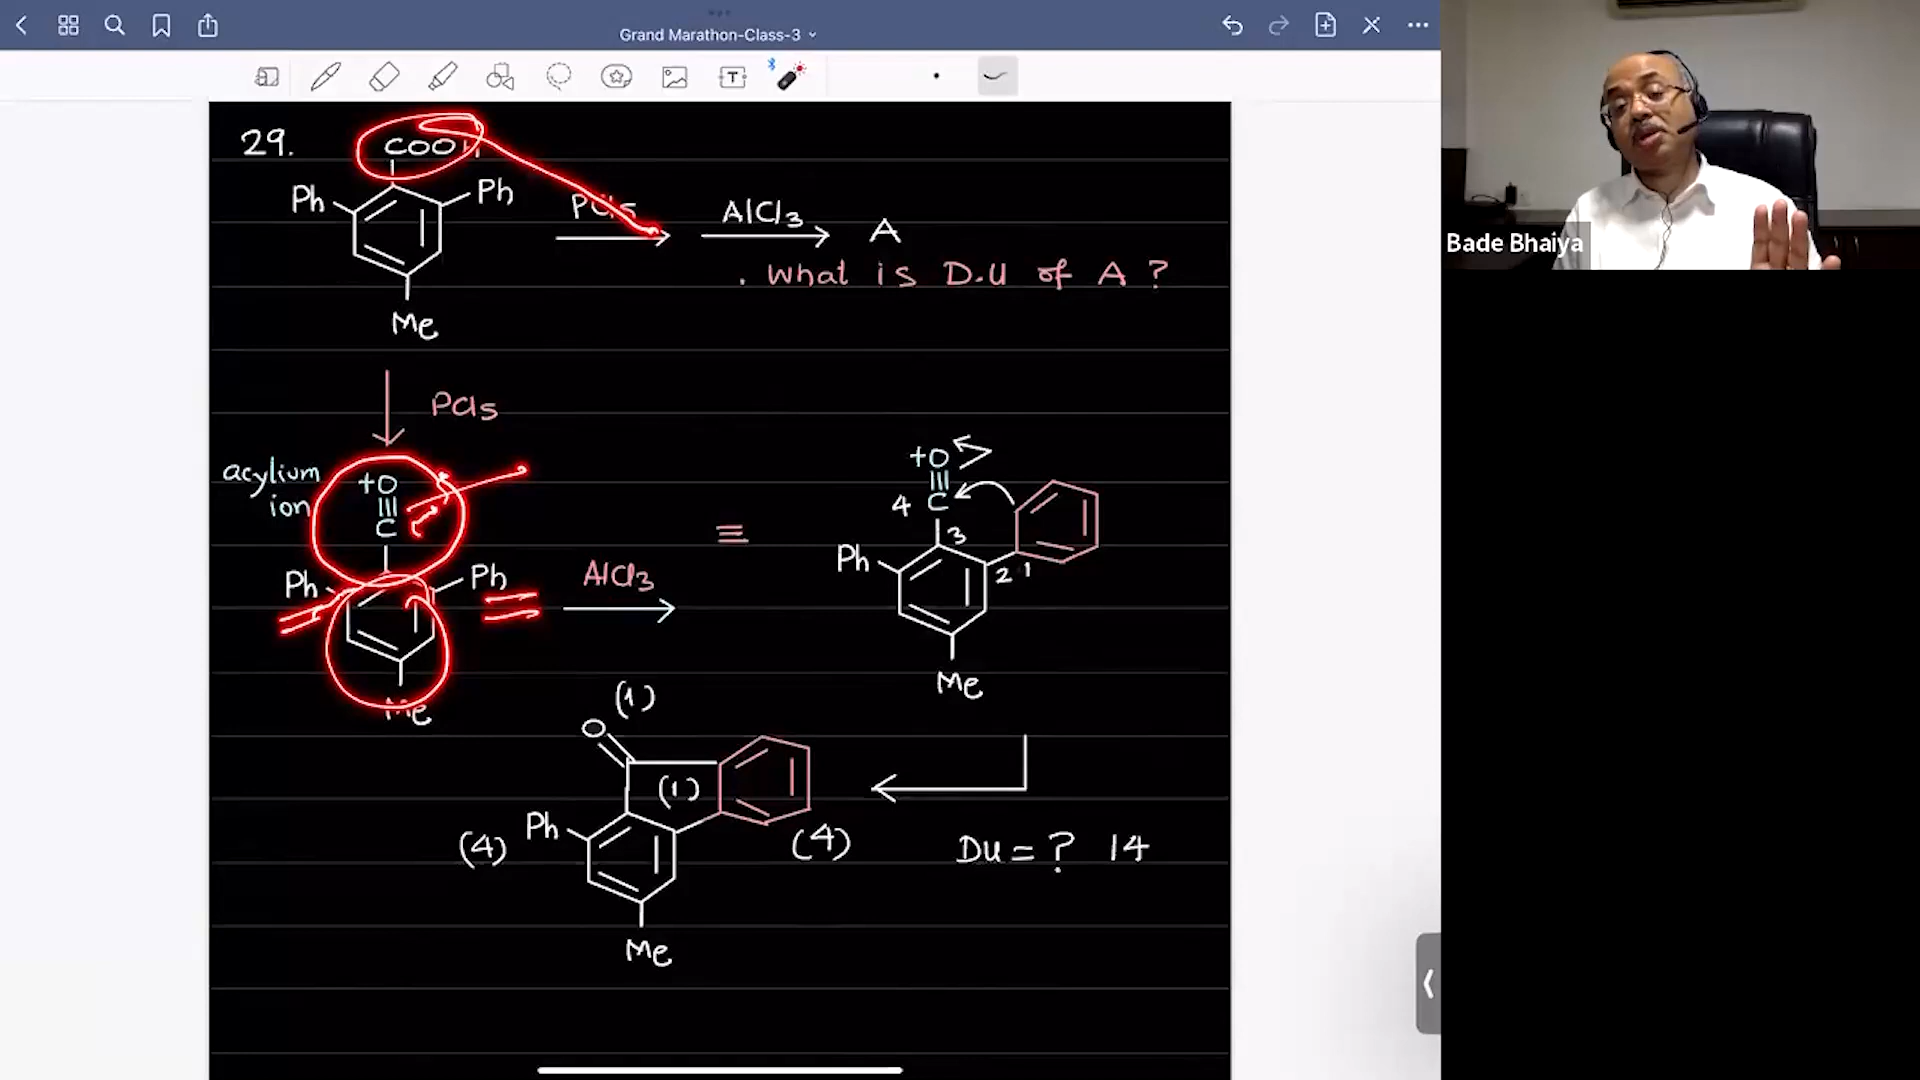 Grand Marathon-Class-3
T
Bade Bhaiya
29.
COOH
Ph
Ph
PCl5
AlCl3
A
. What is D.U of A ?
Me
PCl5
acylium
ion
+O
C
Ph
Ph
AlCl3
Me
≡
+O
4 C
3
Ph
2 1
Me
(1)
O
(1)
Ph
(4)
(4)
Du = ? 14
Me